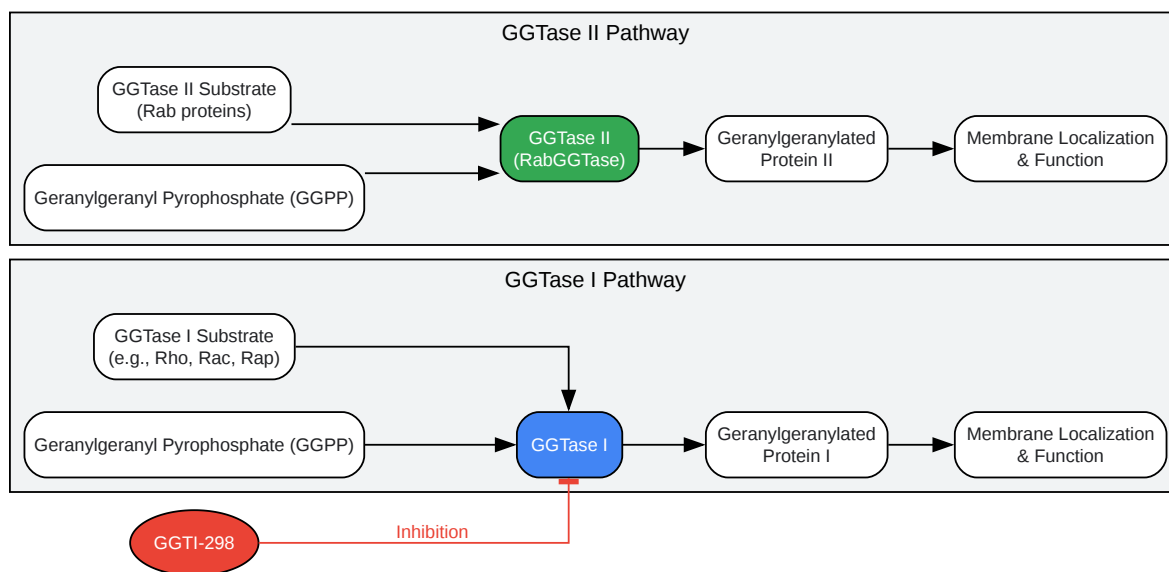 GGTase II Pathway
GGTase II Substrate
(Rab proteins)
Geranylgeranyl Pyrophosphate (GGPP)
GGTase II
(RabGGTase)
Geranylgeranylated
Protein II
Membrane Localization
& Function
GGTase I Pathway
GGTase I Substrate
(e.g., Rho, Rac, Rap)
Geranylgeranyl Pyrophosphate (GGPP)
GGTase I
Geranylgeranylated
Protein I
Membrane Localization
& Function
GGTI-298
Inhibition